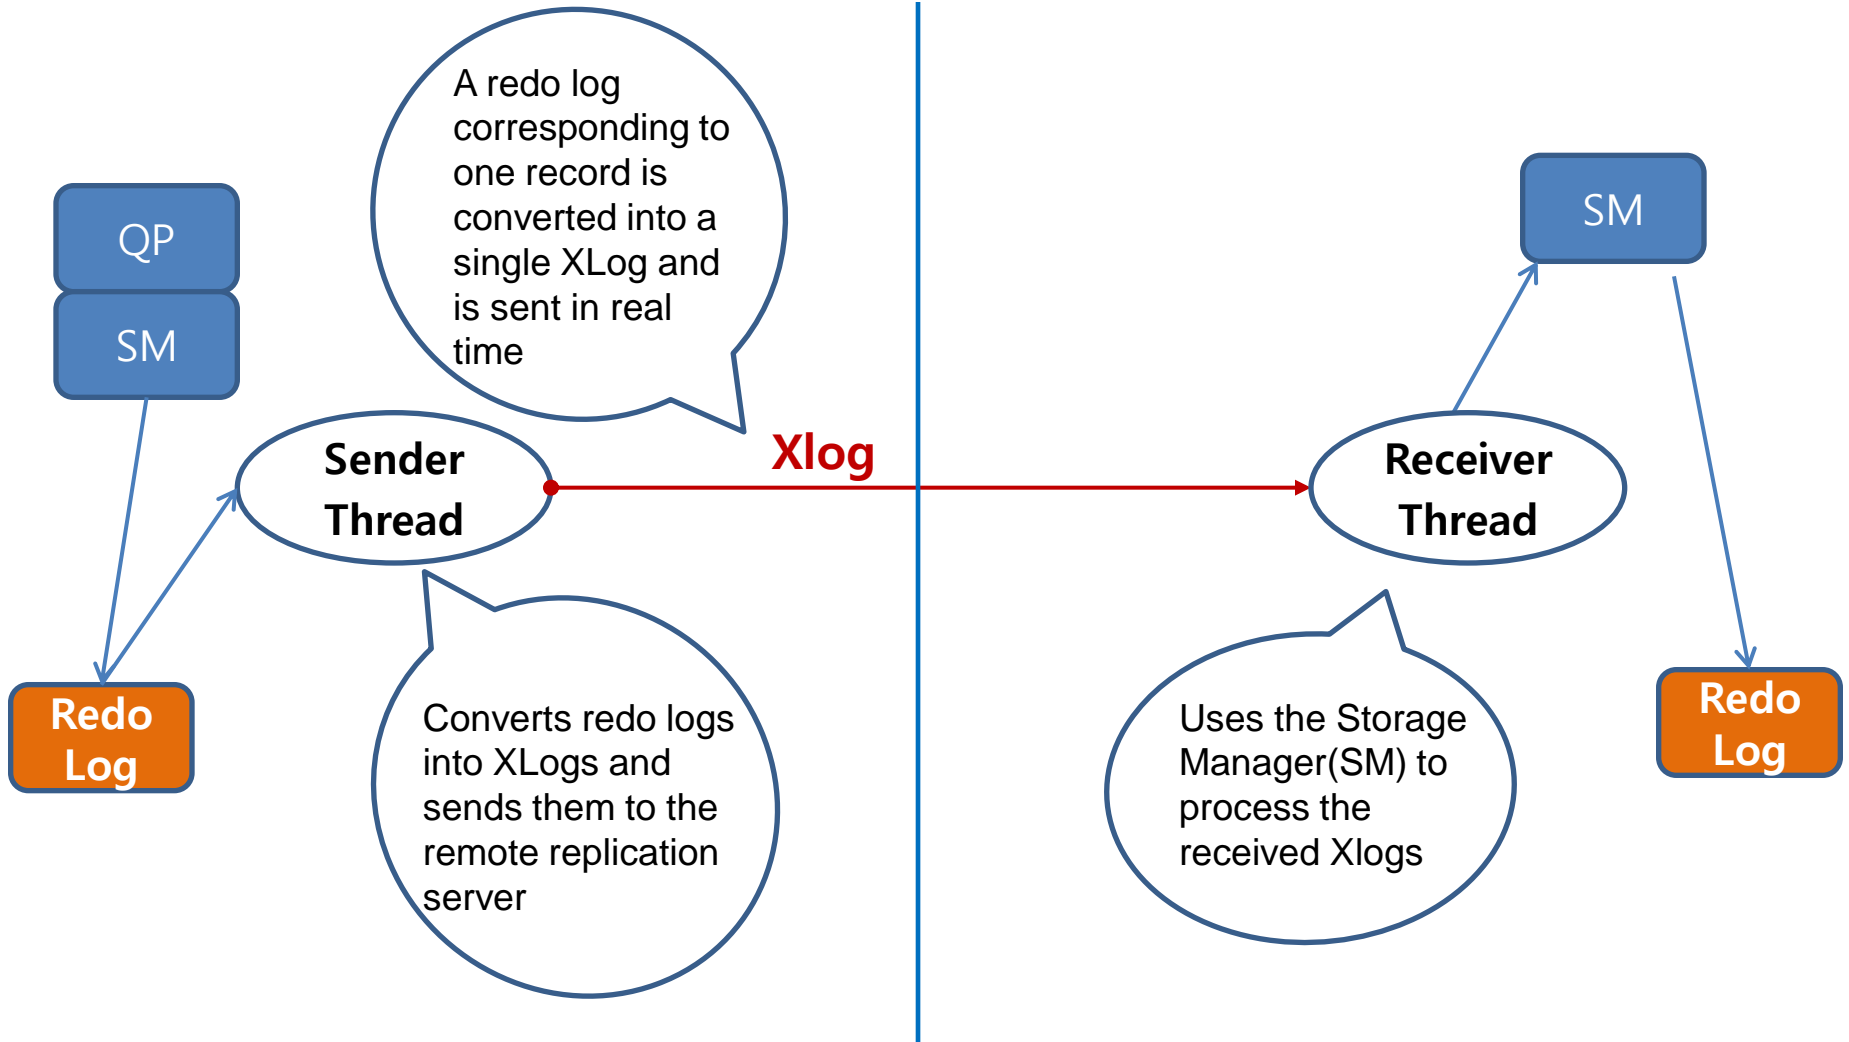 A redo log
corresponding to
one record is
converted into a
single XLog and
is sent in real
time
QP
SM
SM
Sender
Thread
Xlog
Receiver
Thread
Redo
Log
Converts redo logs
into XLogs and
sends them to the
remote replication
server
Uses the Storage
Manager(SM) to
process the
received Xlogs
Redo
Log